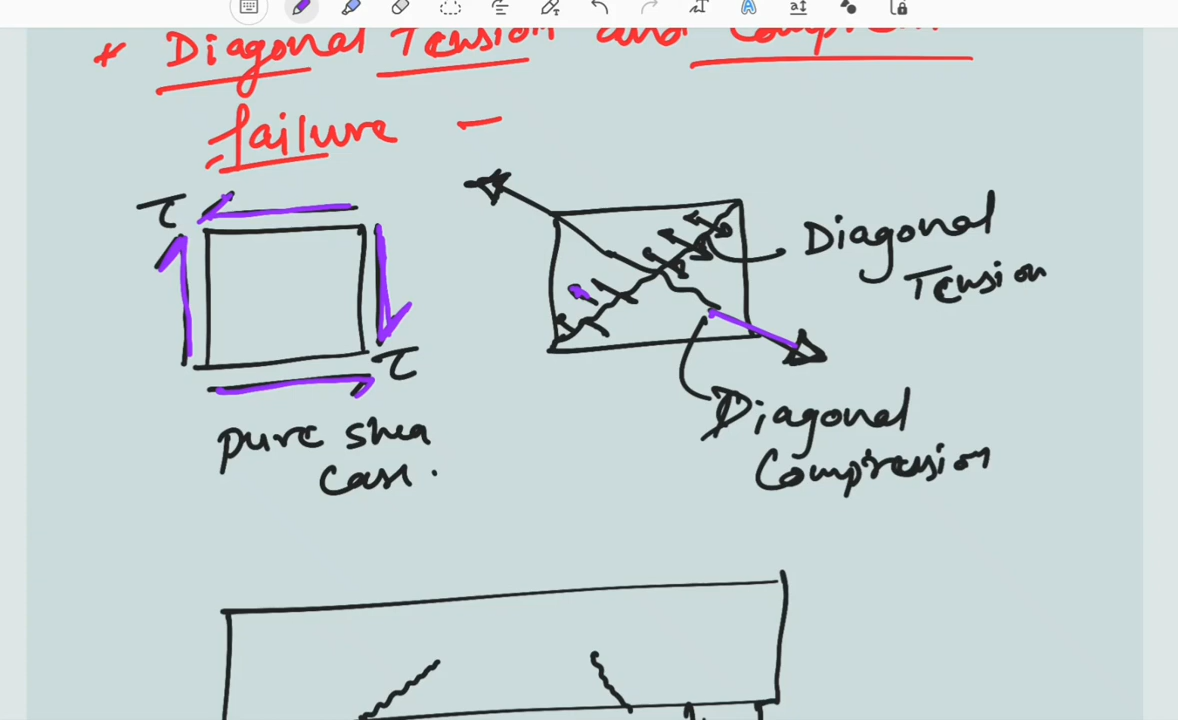 * Diagonal Tension and
failure -
τ
τ
pure shea
case.
Diagonal
Tension
Diagonal
Compression